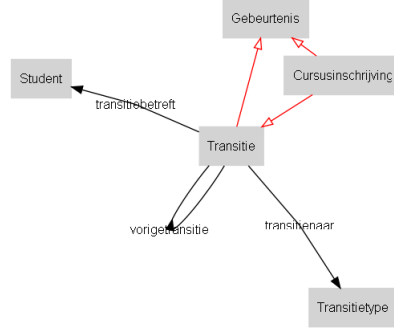 Gebeurtenis
Student
Cursusinschrijving
transitiebetreft
Transitie
vorigetransitie
transitienaar
Transitietype